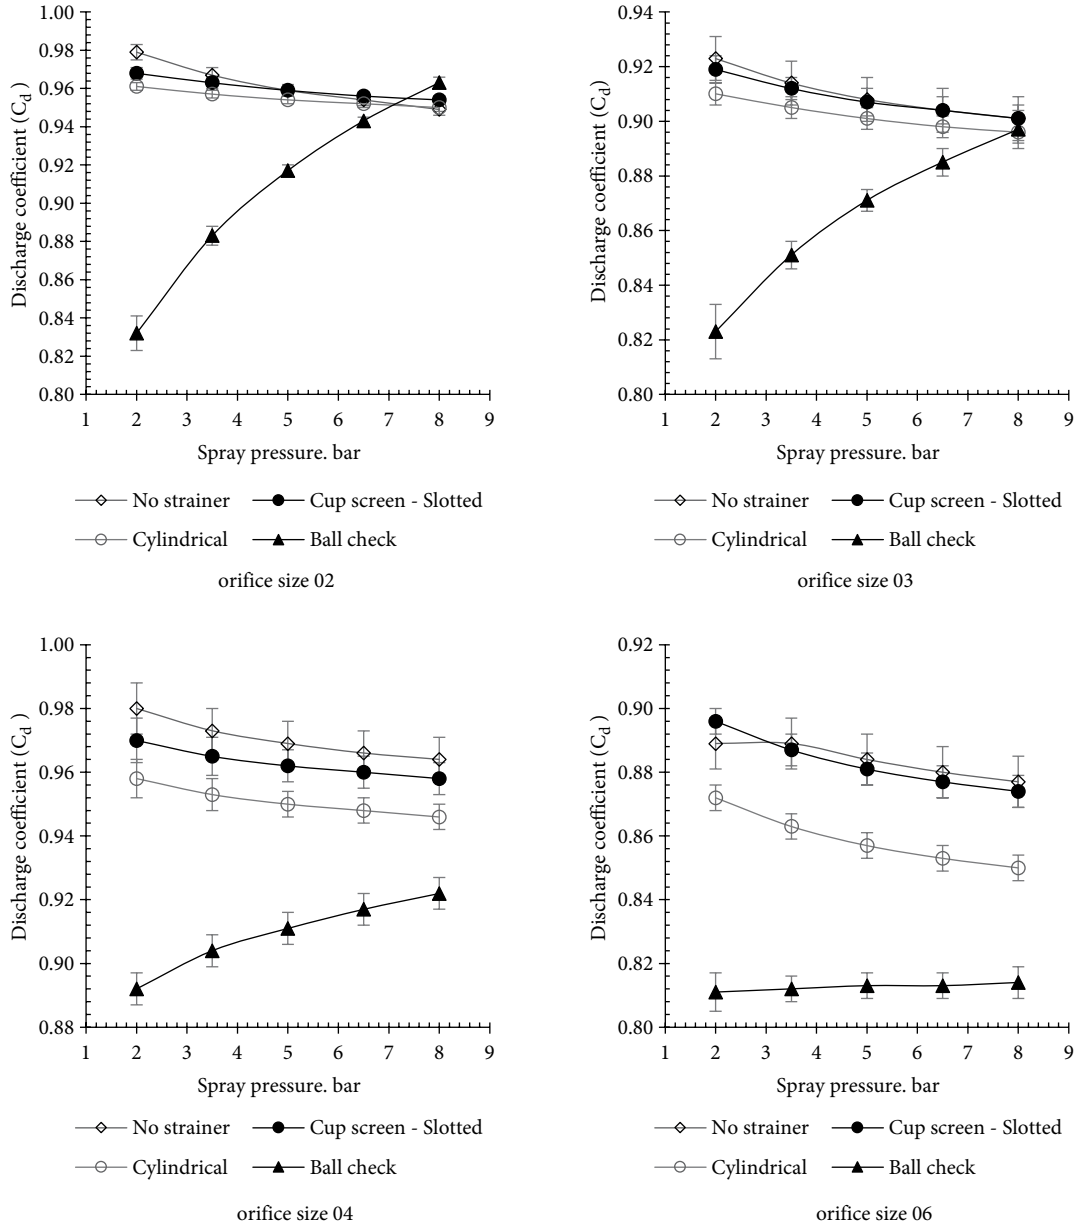 Discharge coefficient (Cd)
1.00
0.98
0.96
0.94
0.92
0.90
0.88
0.86
0.84
0.82
0.80
1 2 3 4 5 6 7 8 9
Spray pressure. bar
No strainer Cup screen - Slotted
Cylindrical Ball check
orifice size 02
Discharge coefficient (Cd)
0.94
0.92
0.90
0.88
0.86
0.84
0.82
0.80
1 2 3 4 5 6 7 8 9
Spray pressure. bar
No strainer Cup screen - Slotted
Cylindrical Ball check
orifice size 03
Discharge coefficient (Cd)
1.00
0.98
0.96
0.94
0.92
0.90
0.88
1 2 3 4 5 6 7 8 9
Spray pressure. bar
No strainer Cup screen - Slotted
Cylindrical Ball check
orifice size 04
Discharge coefficient (Cd)
0.92
0.90
0.88
0.86
0.84
0.82
0.80
1 2 3 4 5 6 7 8 9
Spray pressure. bar
No strainer Cup screen - Slotted
Cylindrical Ball check
orifice size 06